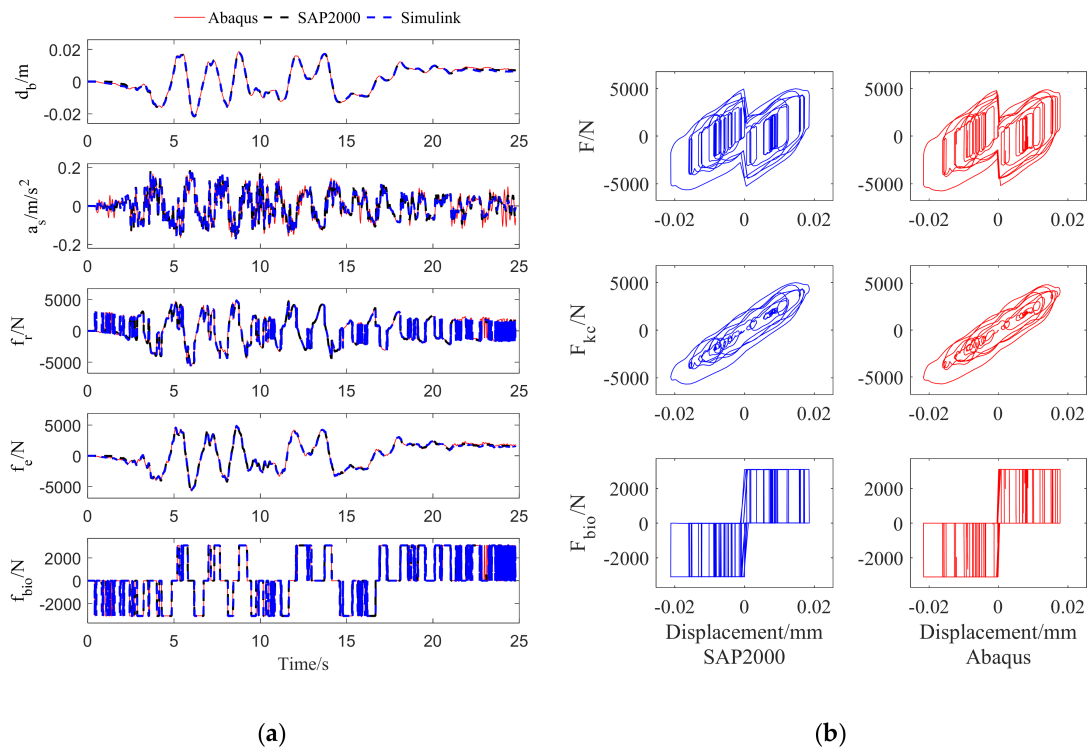 Abaqus SAP2000 Simulink
d_b/m
0.02
0
-0.02
0 5 10 15 20 25
a_s/m/s^2
0.2
0
-0.2
0 5 10 15 20 25
f_r/N
5000
0
-5000
0 5 10 15 20 25
f_e/N
5000
0
-5000
0 5 10 15 20 25
f_bio/N
2000
0
-2000
0 5 10 15 20 25
Time/s
(a)
F/N
5000
0
-5000
-0.02 0 0.02
5000
0
-5000
-0.02 0 0.02
F_kc/N
5000
0
-5000
-0.02 0 0.02
5000
0
-5000
-0.02 0 0.02
F_bio/N
2000
0
-2000
-0.02 0 0.02
Displacement/mm
SAP2000
2000
0
-2000
-0.02 0 0.02
Displacement/mm
Abaqus
(b)